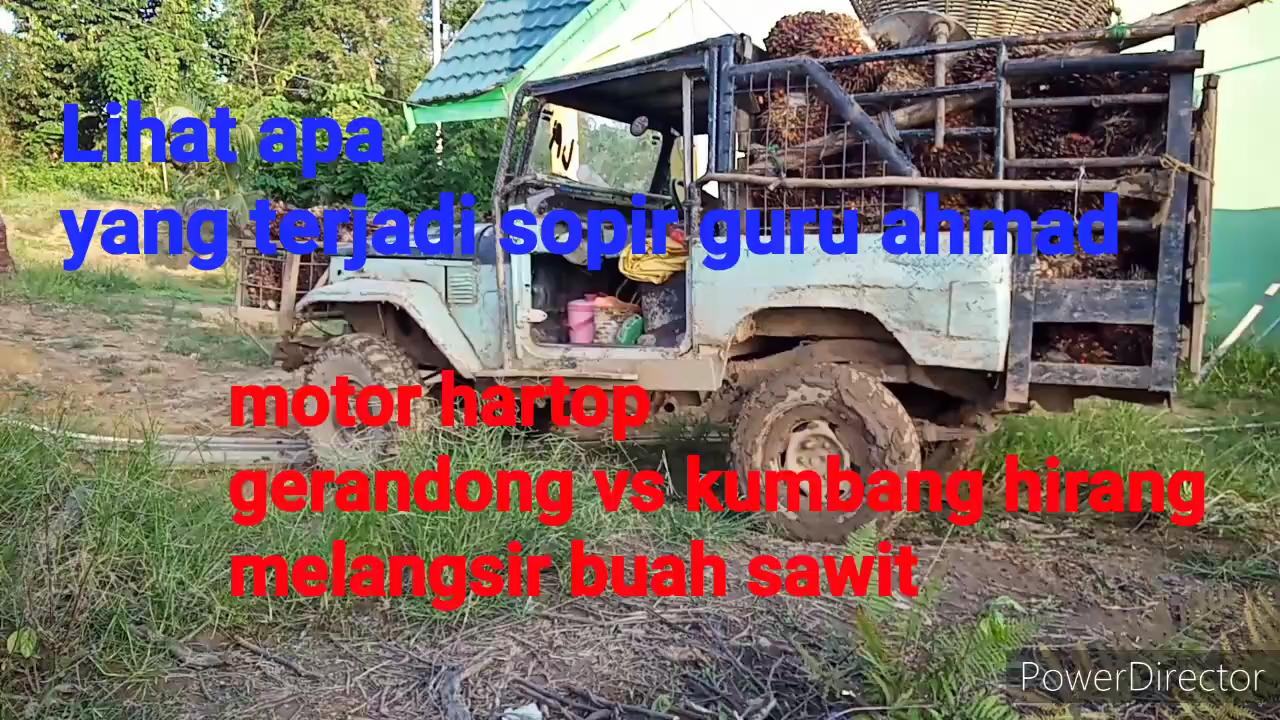 Lihat apa
yang terjadi sopir guru ahmad
motor hartop
gerandong vs kumbang hirang
melangsir buah sawit
PowerDirector